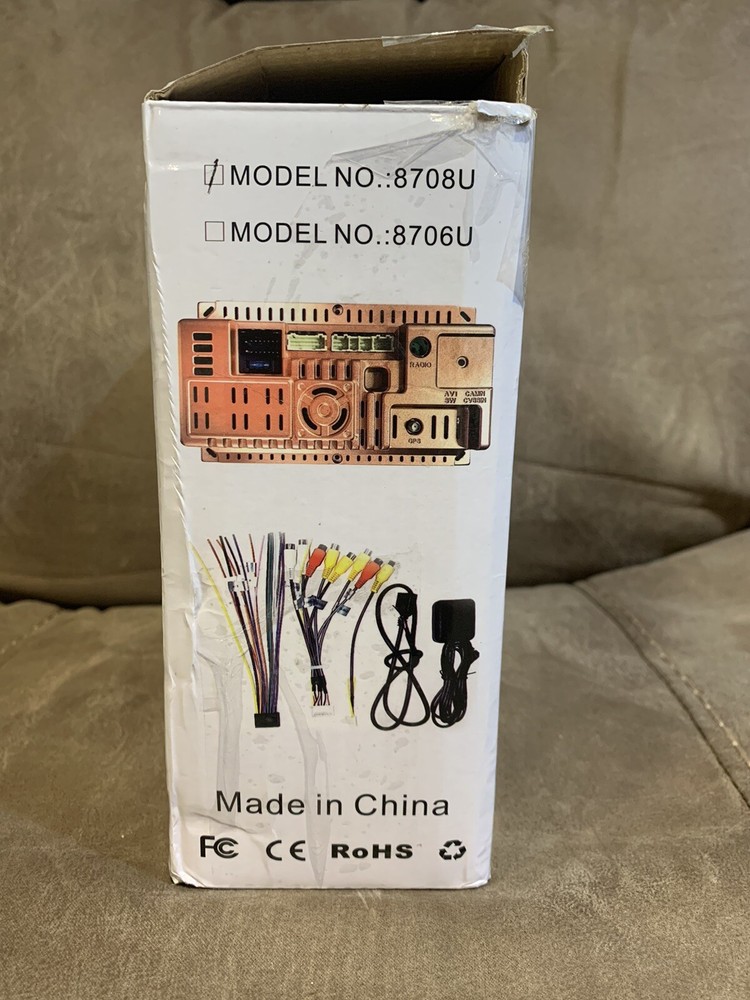 MODEL NO.:8708U
MODEL NO.:8706U
RADIO
GPS
Made in China
FC CE RoHS